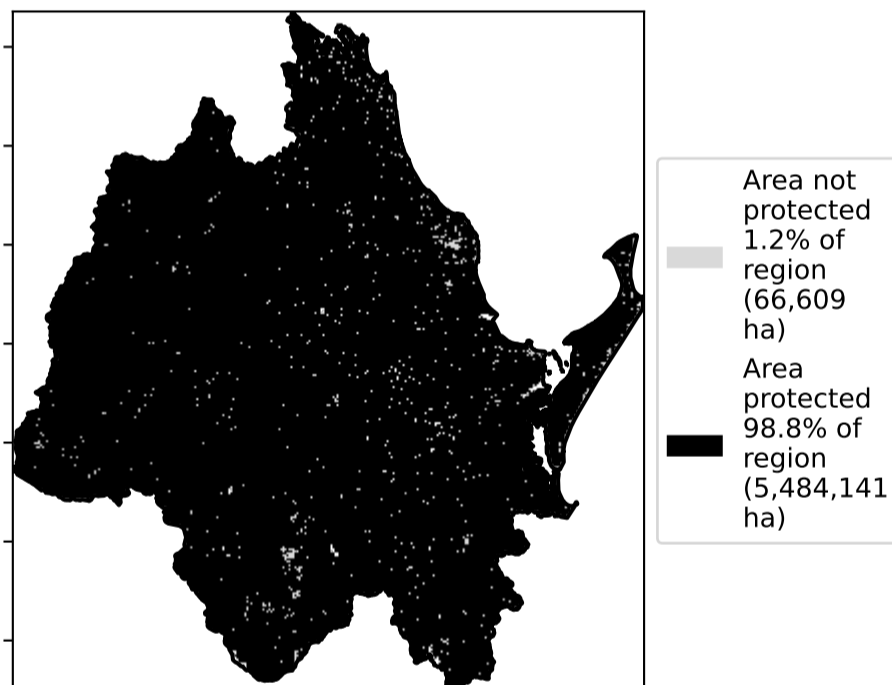 Area not
protected
1.2% of
region
(66,609
ha)
Area
protected
98.8% of
region
(5,484,141
ha)